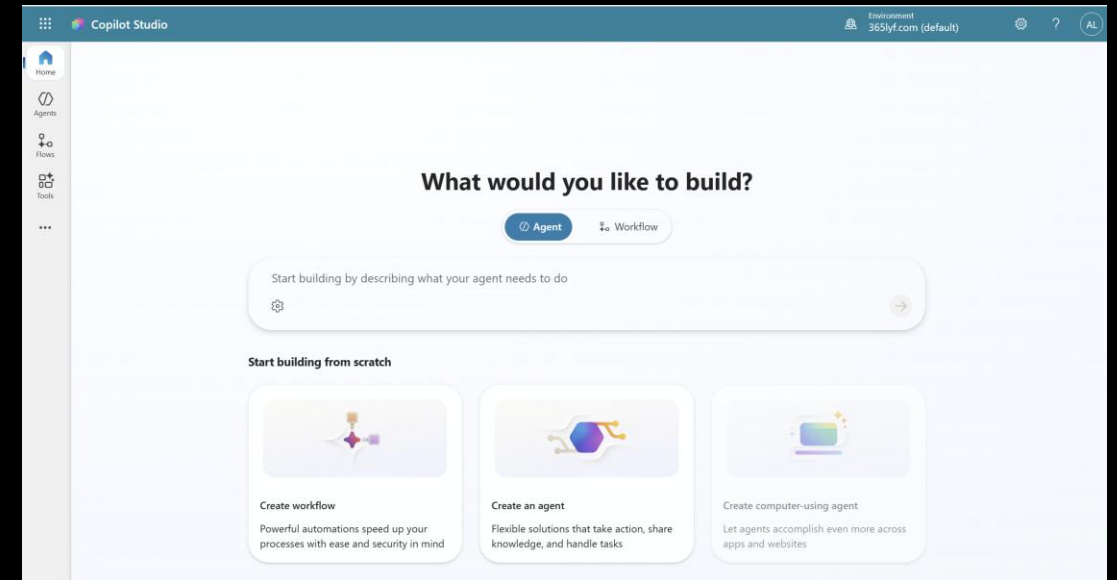 Copilot Studio
Environment
365lyf.com (default)
?
AL
Home
Agents
Flows
Tools
What would you like to build?
Agent
Workflow
Start building by describing what your agent needs to do
Start building from scratch
Create workflow
Powerful automations speed up your
processes with ease and security in mind
Create an agent
Flexible solutions that take action, share
knowledge, and handle tasks
Create computer-using agent
Let agents accomplish even more across
apps and websites